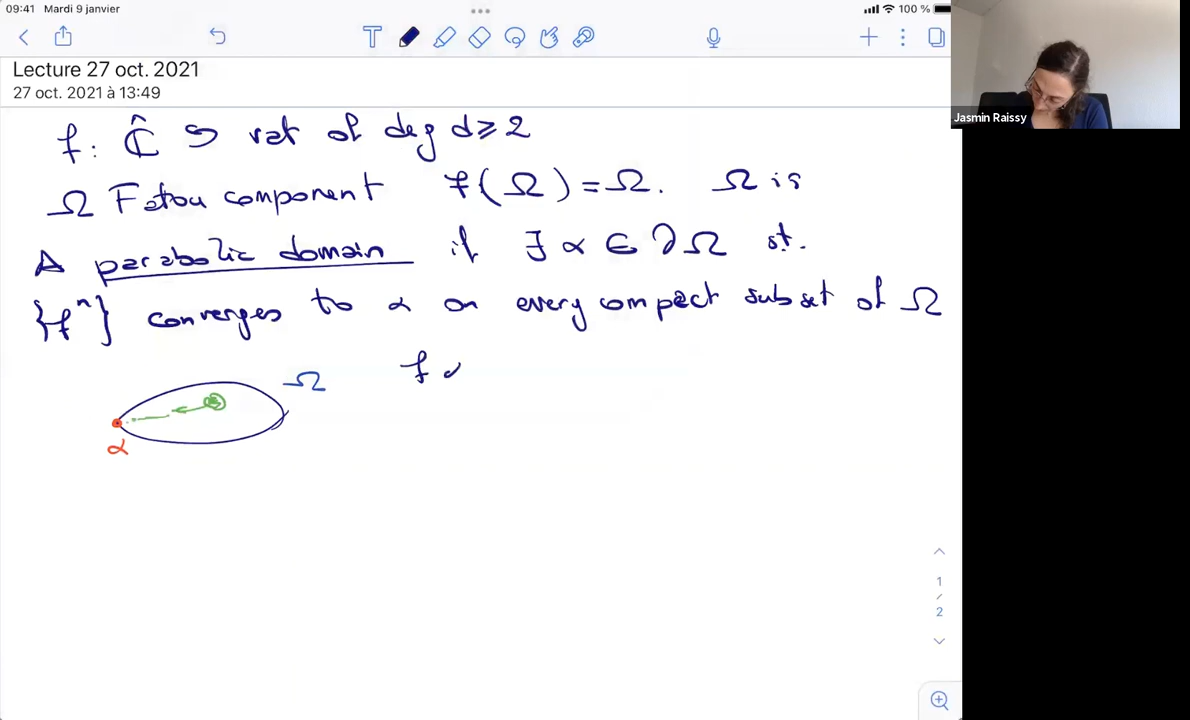 09:41 Mardi 9 janvier
100 %
Lecture 27 oct. 2021
27 oct. 2021 à 13:49
f: Ĉ ↺ rat of deg d ≥ 2
Ω Fatou component f(Ω) = Ω. Ω is
A parabolic domain if ∃ α ∈ ∂Ω st.
{fⁿ} converges to α on every compact subset of Ω
Ω
f
α
Jasmin Raissy
1
/
2